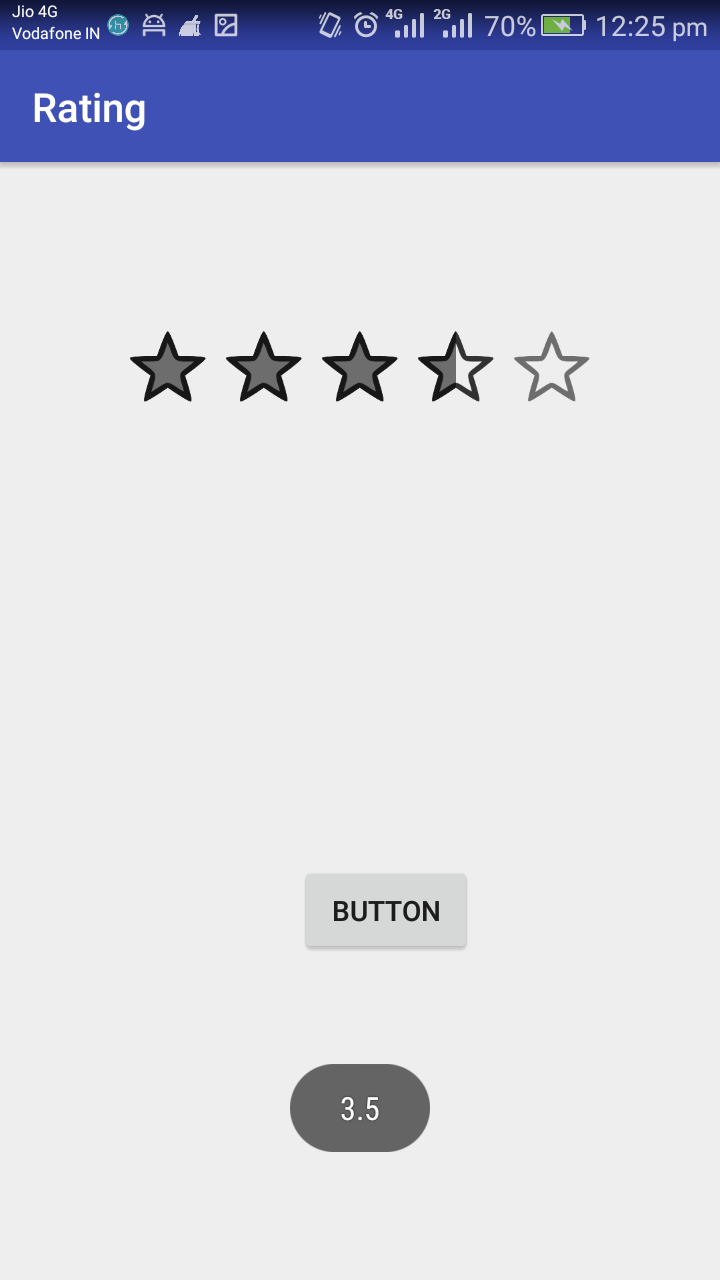 Jio 4G
Vodafone IN
4G 2G 70% 12:25 pm
Rating
BUTTON
3.5